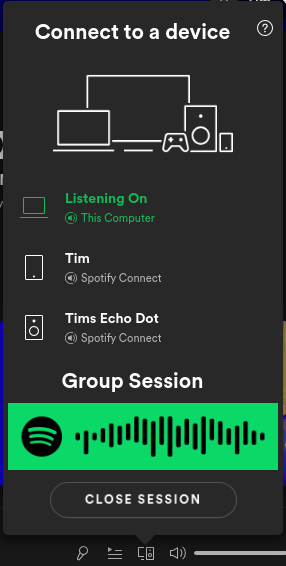 Connect to a device
?
Listening On
This Computer
Tim
Spotify Connect
Tims Echo Dot
Spotify Connect
Group Session
CLOSE SESSION